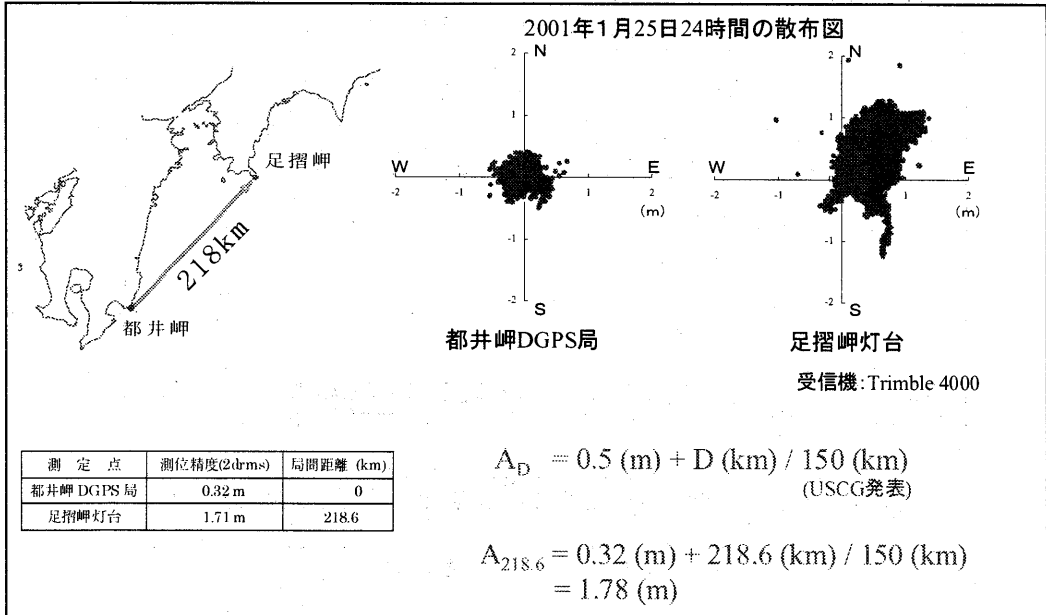 2001年1月25日24時間の散布図
足摺岬
218km
都井岬
2
N
1
W
E
-2
-1
1
2
(m)
-1
-2
S
都井岬DGPS局
2
N
1
W
E
-2
-1
1
2
(m)
-1
-2
S
足摺岬灯台
受信機:Trimble 4000
測 定 点 測位精度(2drms) 局間距離 (km)
都井岬 DGPS 局 0.32 m 0
足摺岬灯台 1.71 m 218.6
A_D = 0.5 (m) + D (km) / 150 (km)
(USCG発表)
A_218.6 = 0.32 (m) + 218.6 (km) / 150 (km)
= 1.78 (m)